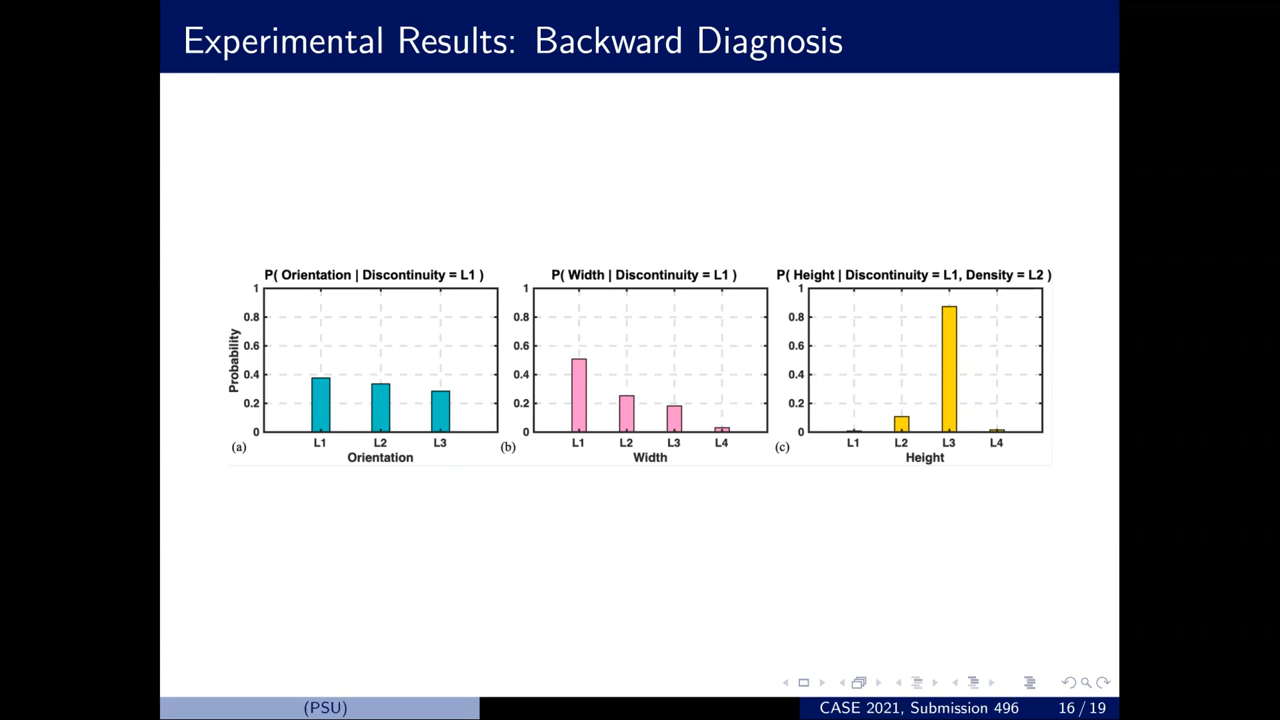 Experimental Results: Backward Diagnosis
P( Orientation | Discontinuity = L1 )
1
0.8
0.6
0.4
0.2
0
Probability
L1 L2 L3
(a)
Orientation
P( Width | Discontinuity = L1 )
1
0.8
0.6
0.4
0.2
0
L1 L2 L3 L4
(b)
Width
P( Height | Discontinuity = L1, Density = L2 )
1
0.8
0.6
0.4
0.2
0
L1 L2 L3 L4
(c)
Height
(PSU) CASE 2021, Submission 496 16 / 19